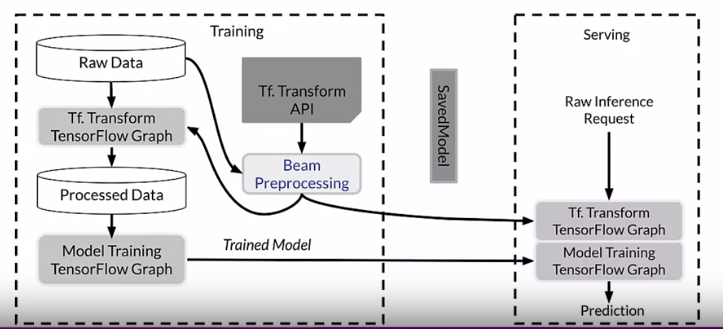 Training
Raw Data
Tf. Transform
TensorFlow Graph
Processed Data
Model Training
TensorFlow Graph
Tf. Transform
API
Beam
Preprocessing
Trained Model
SavedModel
Serving
Raw Inference
Request
Tf. Transform
TensorFlow Graph
Model Training
TensorFlow Graph
Prediction